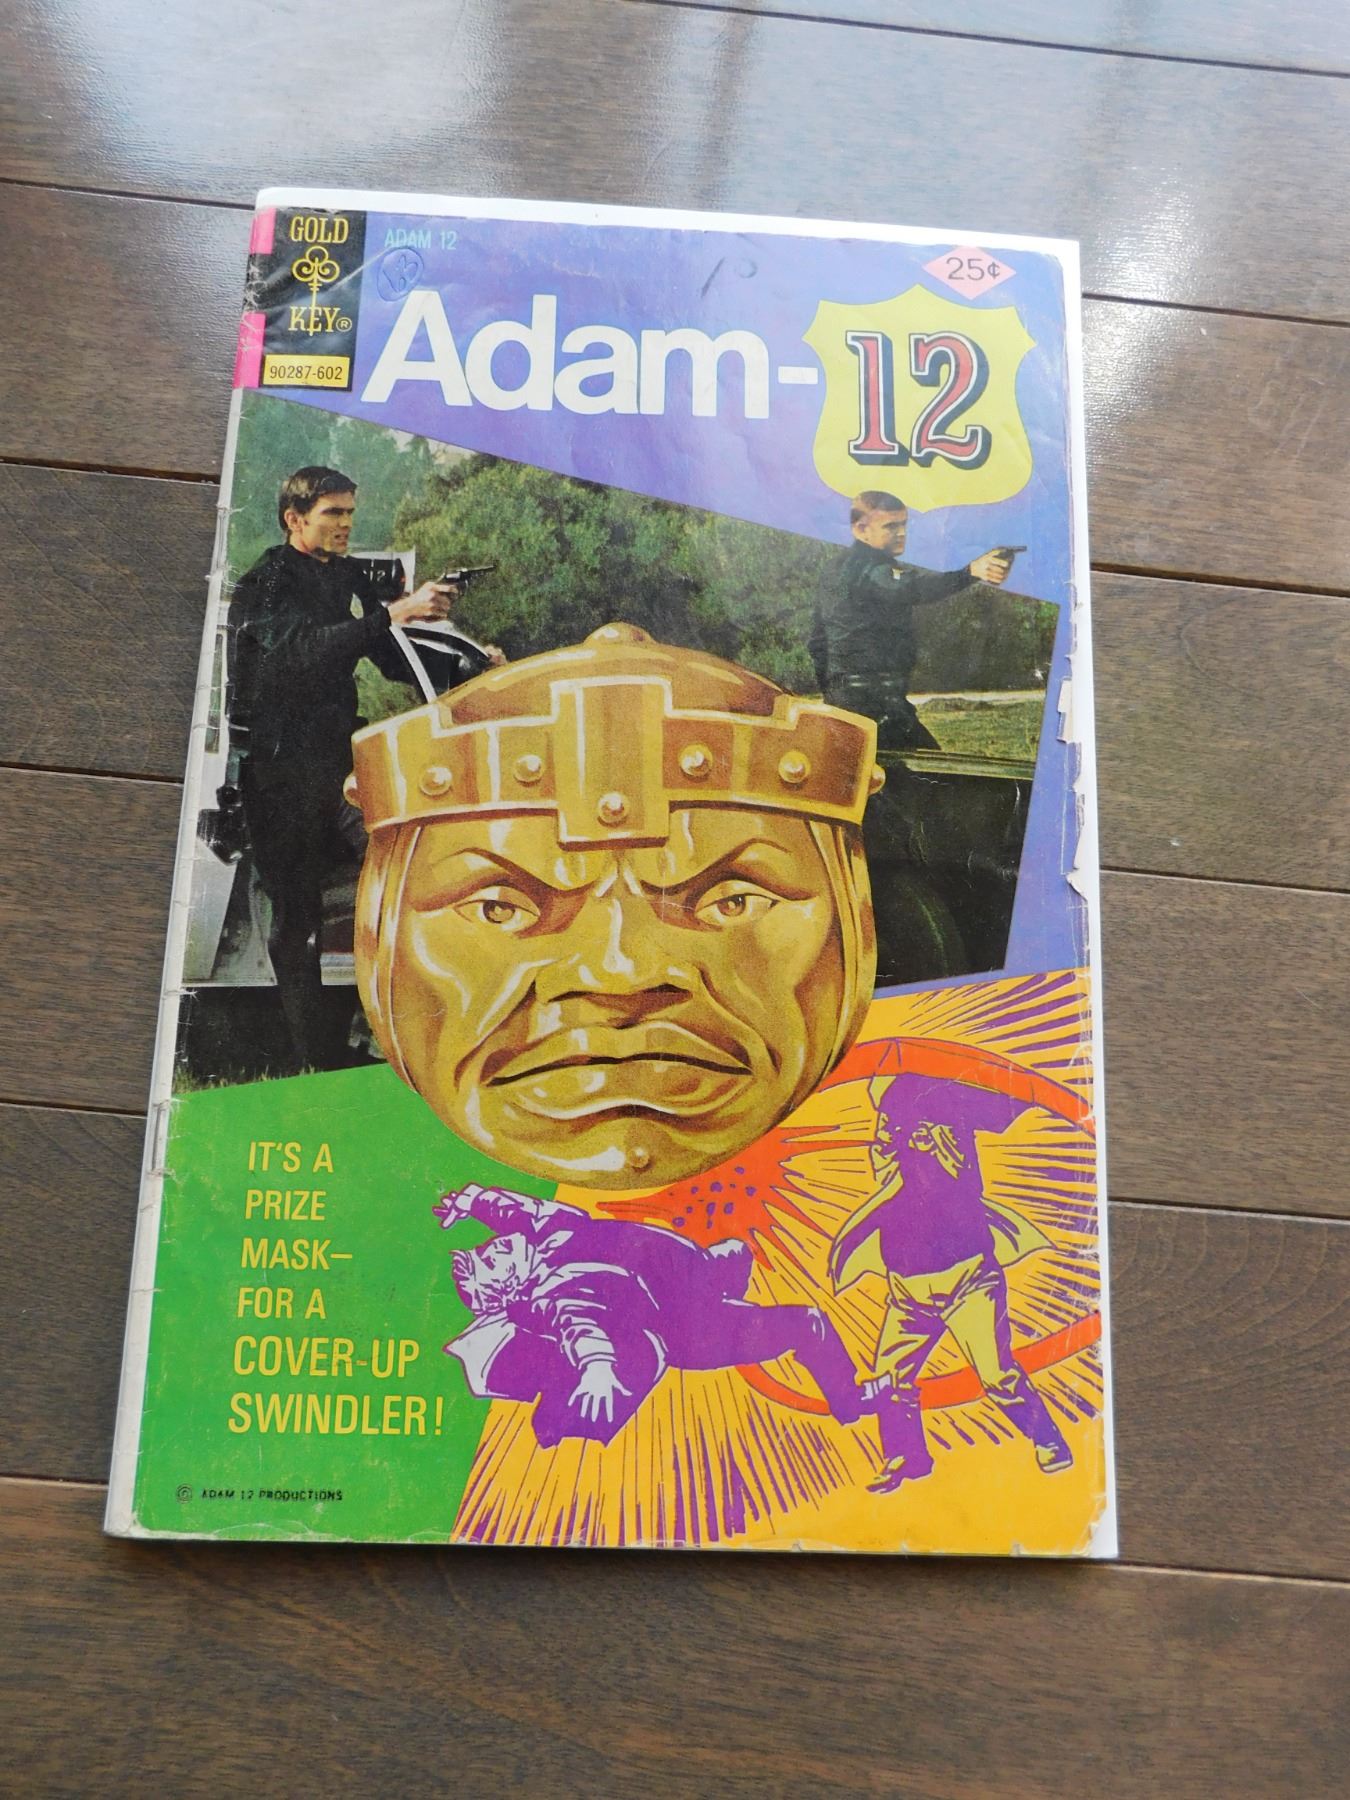 GOLD
KEY®
90287-602
ADAM 12
25¢
Adam-12
12
IT'S A
PRIZE
MASK—
FOR A
COVER-UP
SWINDLER!
© ADAM 12 PRODUCTIONS